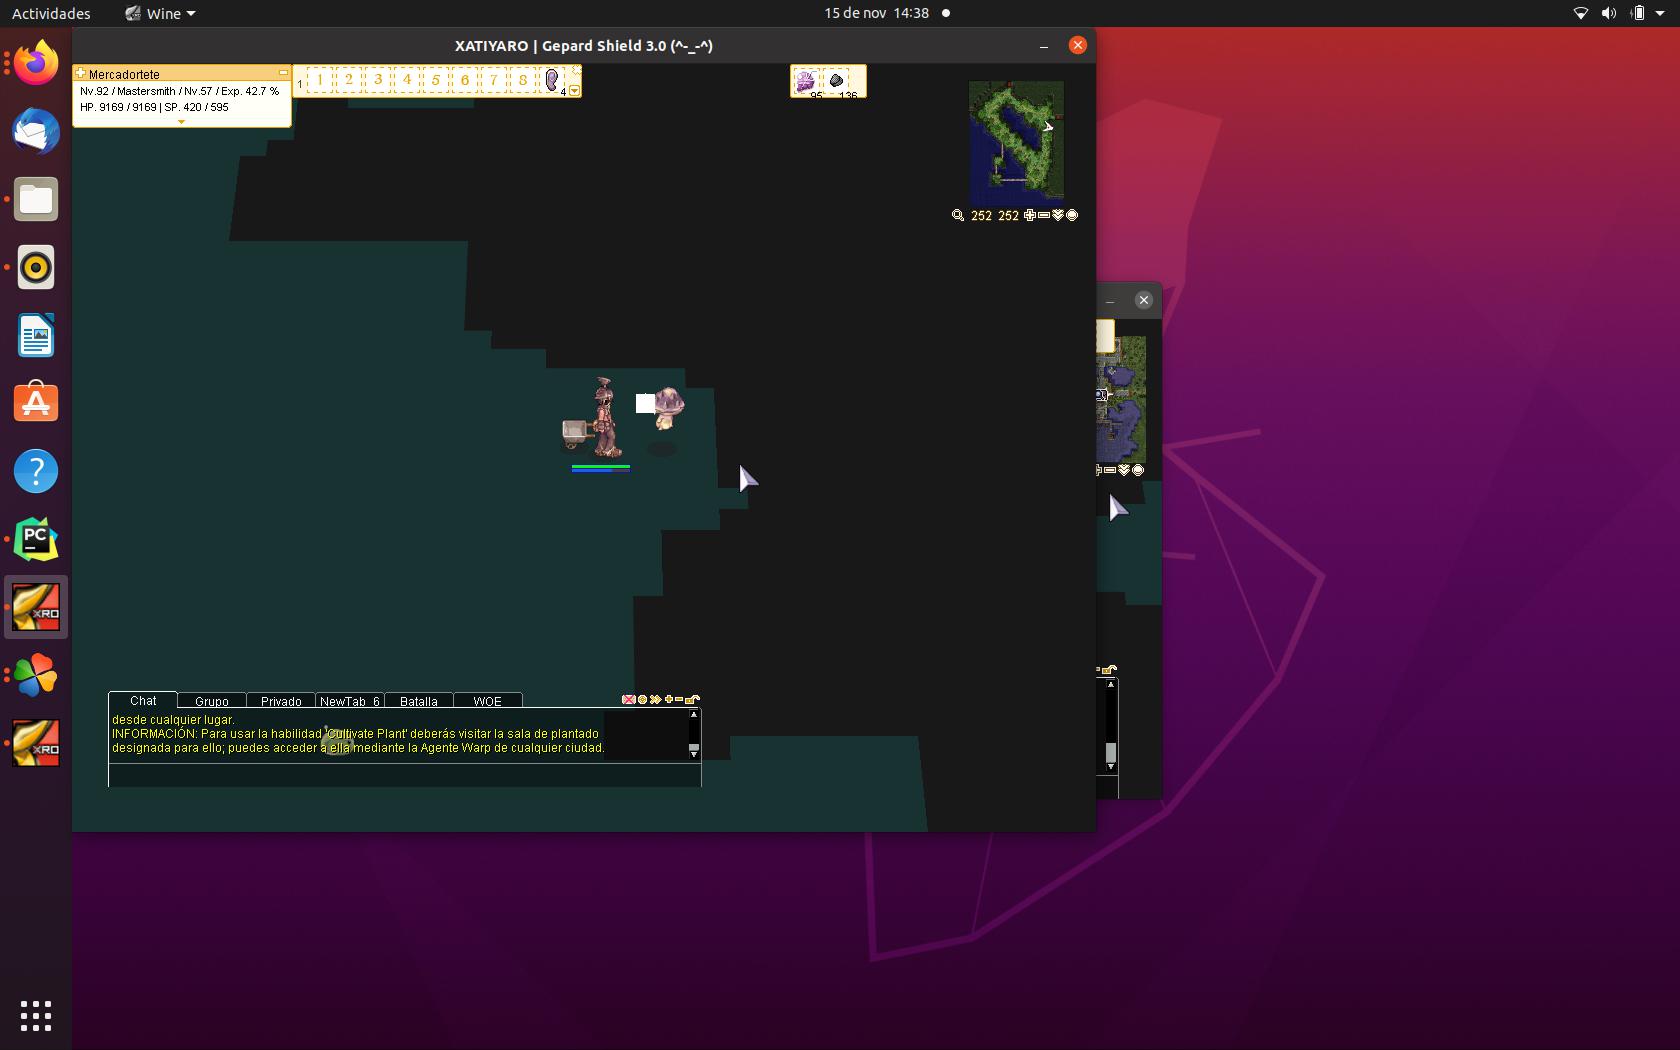 Actividades
Wine
15 de nov 14:38
XATIYARO | Gepard Shield 3.0 (^-_-^)
Mercadortete
Nv.92 / Mastersmith / Nv.57 / Exp. 42.7 %
HP. 9169 / 9169 | SP. 420 / 595
1 1 2 3 4 5 6 7 8 4
95 136
252 252
PC
XRO
XRO
Chat Grupo Privado NewTab_6 Batalla WOE
desde cualquier lugar.
INFORMACIÓN: Para usar la habilidad 'Cultivate Plant' deberás visitar la sala de plantado
designada para ello; puedes acceder a ella mediante la Agente Warp de cualquier ciudad.